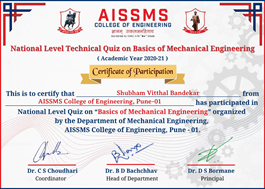 AISSMS
COLLEGE OF ENGINEERING
National Level Technical Quiz on Basics of Mechanical Engineering
( Academic Year 2020-21 )
Certificate of Participation
This is to certify that Shubham Vitthal Bandekar from
AISSMS College of Engineering, Pune-01 has participated in
National Level Quiz on "Basics of Mechanical Engineering" organized
by the Department of Mechanical Engineering,
AISSMS College of Engineering, Pune - 01.
Dr. C S Choudhari Dr. B D Bachchhav Dr. D S Bormane
Coordinator Head of Department Principal